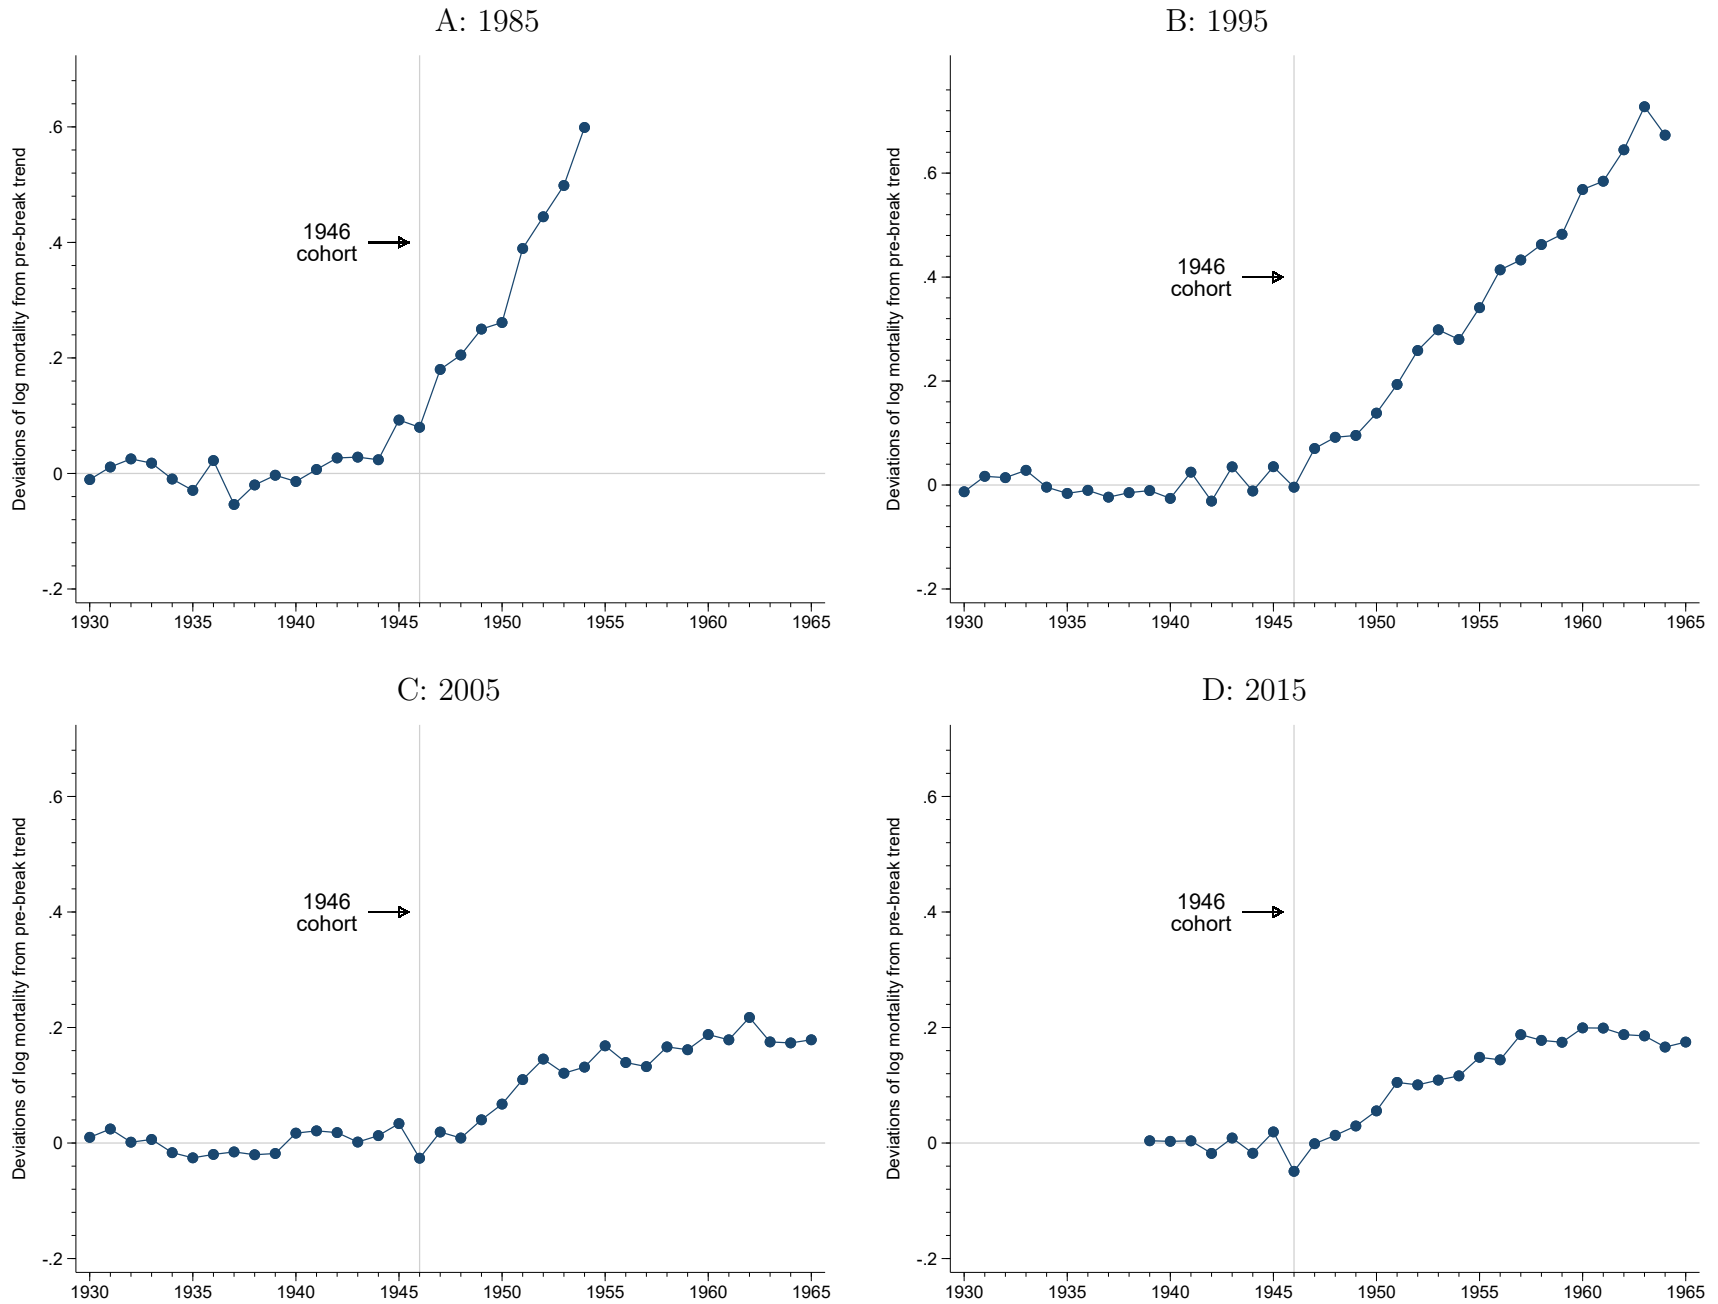 A: 1985
Deviations of log mortality from pre-break trend
.6
.4
.2
0
-.2
1946
cohort
1930 1935 1940 1945 1950 1955 1960 1965
B: 1995
Deviations of log mortality from pre-break trend
.6
.4
.2
0
-.2
1946
cohort
1930 1935 1940 1945 1950 1955 1960 1965
C: 2005
Deviations of log mortality from pre-break trend
.6
.4
.2
0
-.2
1946
cohort
1930 1935 1940 1945 1950 1955 1960 1965
D: 2015
Deviations of log mortality from pre-break trend
.6
.4
.2
0
-.2
1946
cohort
1930 1935 1940 1945 1950 1955 1960 1965